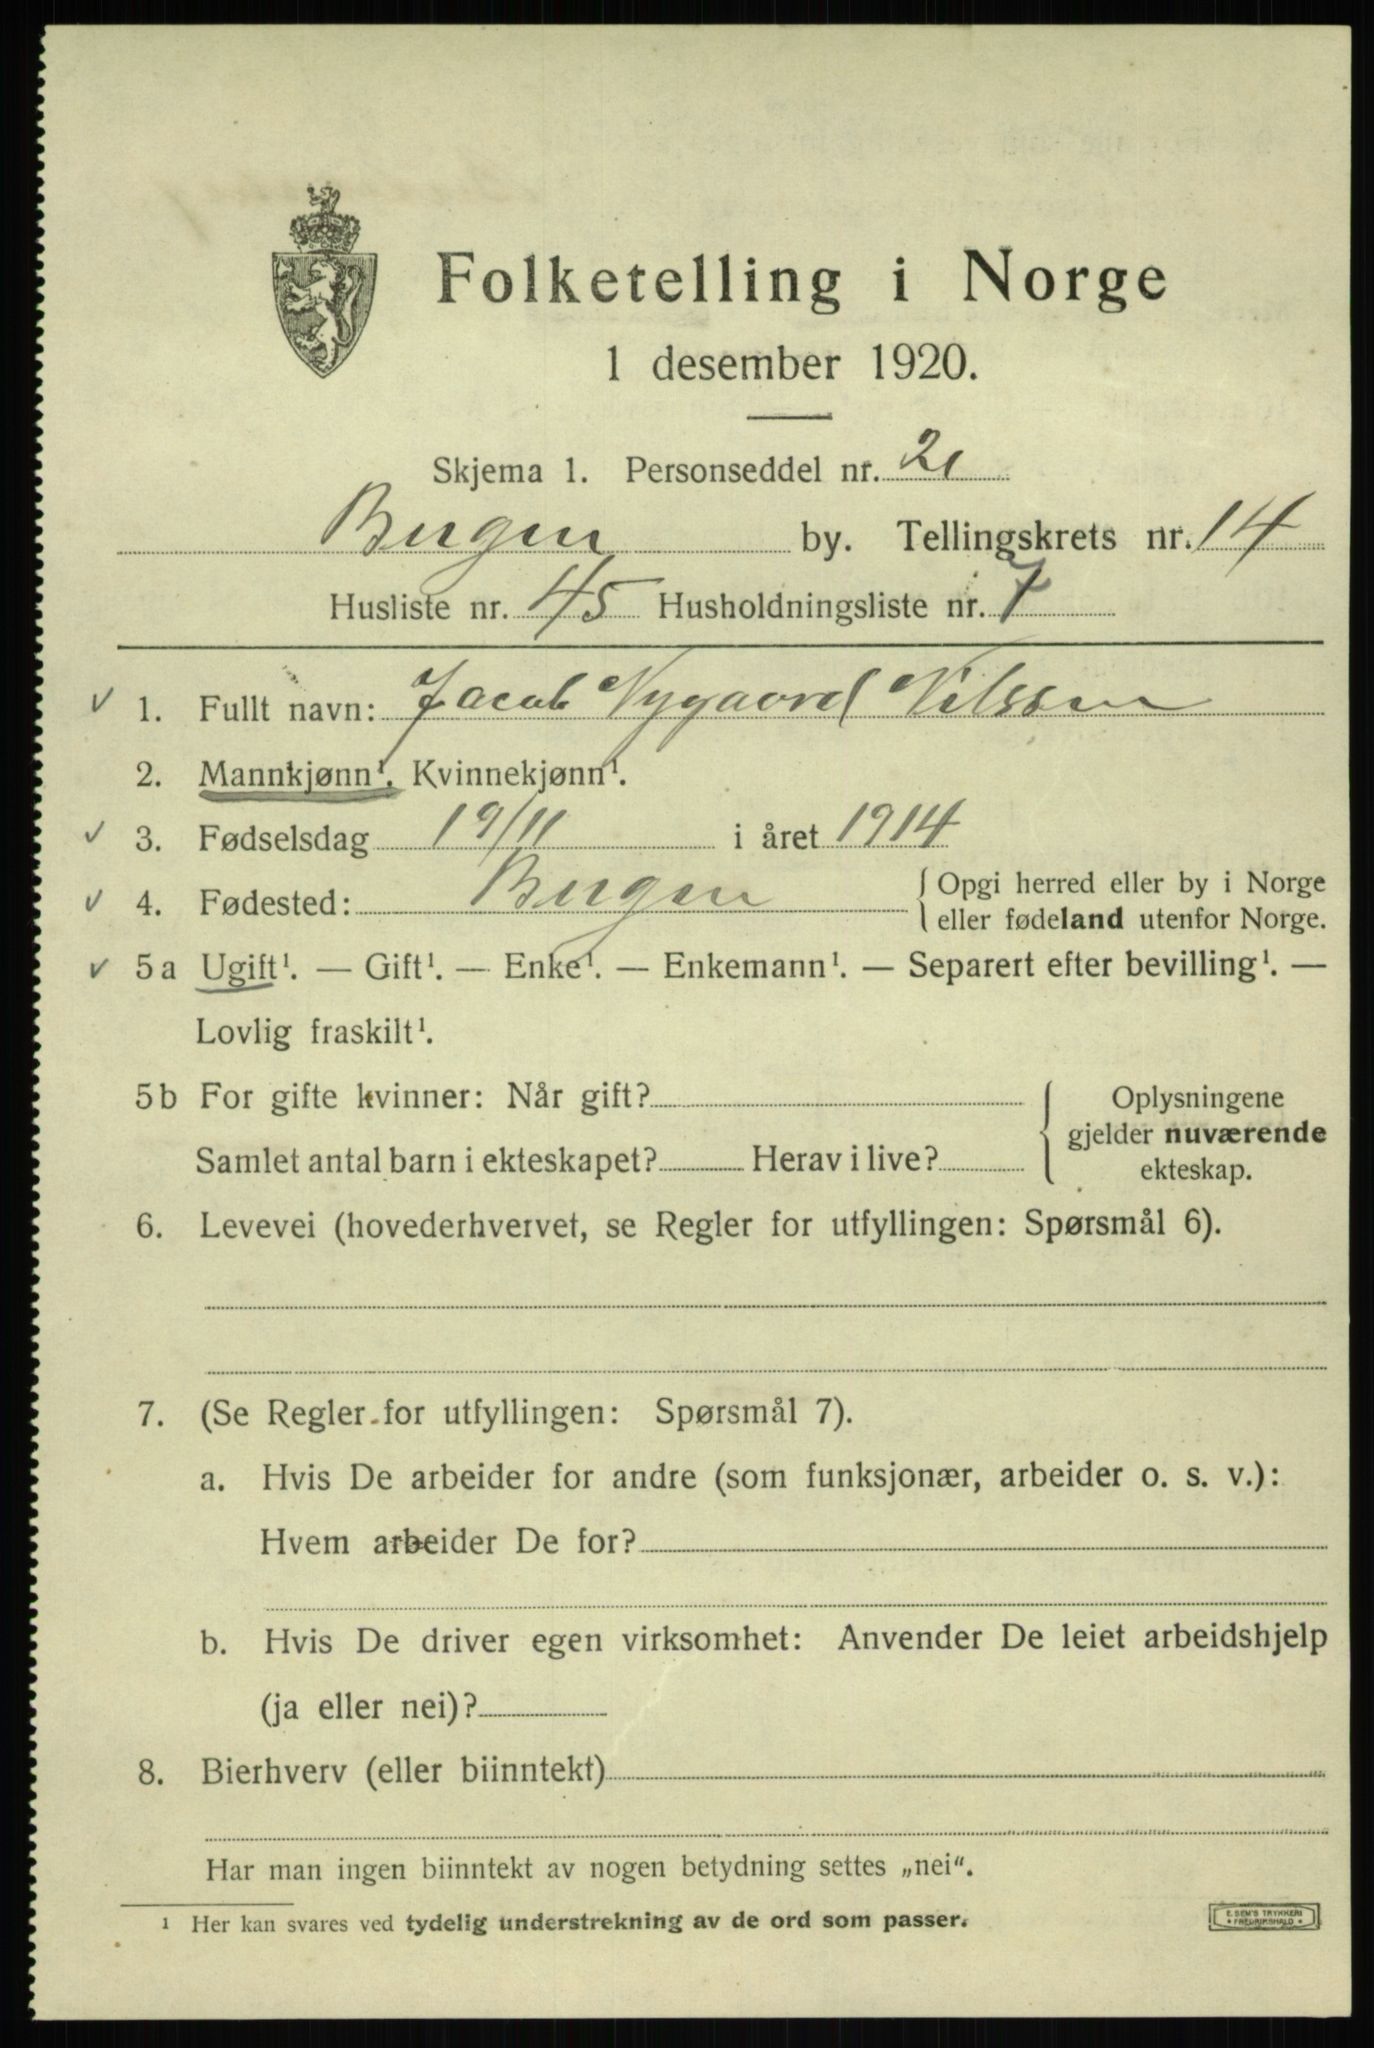 Folketelling i Norge
1 desember 1920.
Skjema 1. Personseddel nr. 21
Bergen by. Tellingskrets nr. 14
Husliste nr. 45 Husholdningsliste nr. 7
✓ 1. Fullt navn: Jacob Nygaard Nilssen
2. Mannkjønn¹. Kvinnekjønn¹.
✓ 3. Fødselsdag 19/11 i året 1914
✓ 4. Fødested: Bergen { Opgi herred eller by i Norge
eller fødeland utenfor Norge.
✓ 5a Ugift¹. — Gift¹. — Enke¹. — Enkemann¹. — Separert efter bevilling¹. —
Lovlig fraskilt¹.
5b For gifte kvinner: Når gift? { Oplysningene
gjelder nuværende
Samlet antal barn i ekteskapet? Herav i live? ekteskap.
6. Levevei (hovederhvervet, se Regler for utfyllingen: Spørsmål 6).
7. (Se Regler for utfyllingen: Spørsmål 7).
a. Hvis De arbeider for andre (som funksjonær, arbeider o. s. v.):
Hvem arbeider De for?
b. Hvis De driver egen virksomhet: Anvender De leiet arbeidshjelp
(ja eller nei)?
8. Bierhverv (eller biinntekt)
Har man ingen biinntekt av nogen betydning settes „nei“.
¹ Her kan svares ved tydelig understrekning av de ord som passer.
E. SEM'S TRYKKERI
FREDRIKSHALD